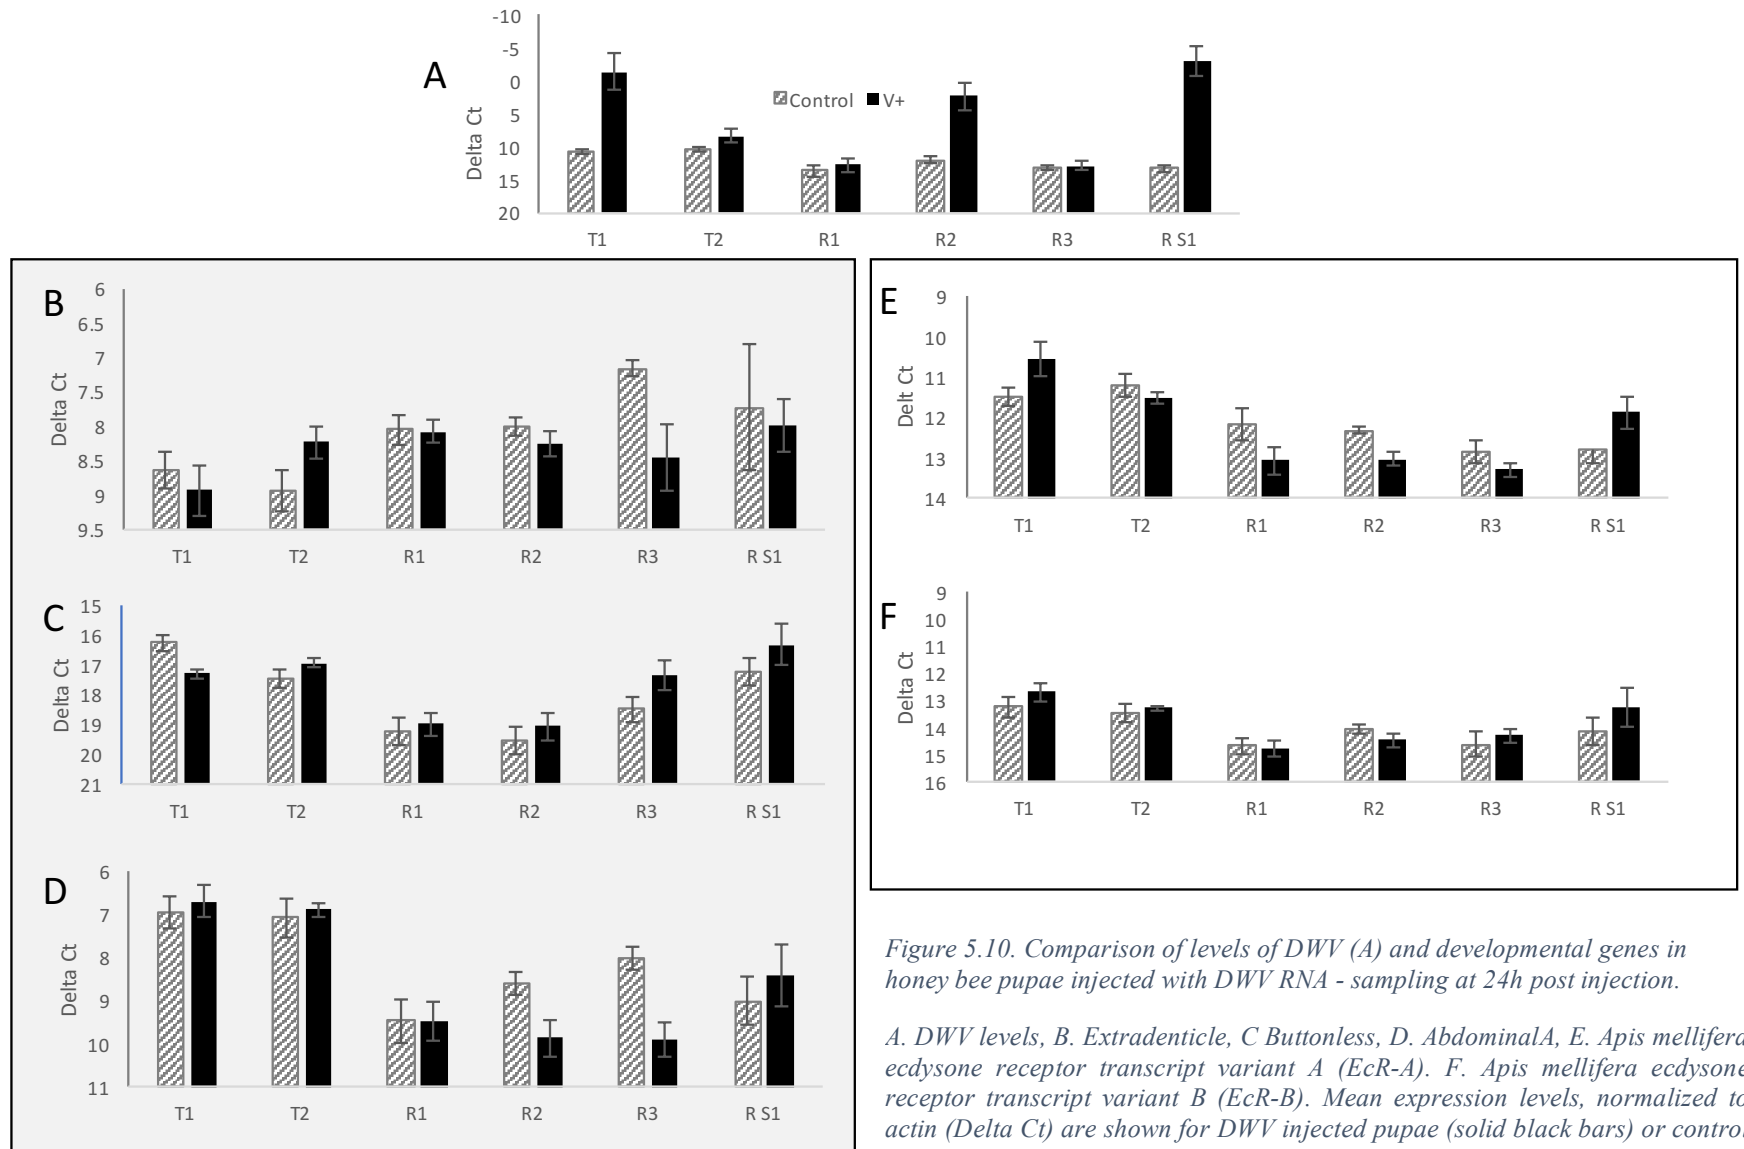 A
Delta Ct
-10
-5
0
5
10
15
20
Control V+
T1 T2 R1 R2 R3 R S1
B
Delta Ct
6
6.5
7
7.5
8
8.5
9
9.5
T1 T2 R1 R2 R3 R S1
C
Delta Ct
15
16
17
18
19
20
21
T1 T2 R1 R2 R3 R S1
D
Delta Ct
6
7
8
9
10
11
T1 T2 R1 R2 R3 R S1
E
Delt Ct
9
10
11
12
13
14
T1 T2 R1 R2 R3 R S1
F
Delta Ct
9
10
11
12
13
14
15
16
T1 T2 R1 R2 R3 R S1
Figure 5.10. Comparison of levels of DWV (A) and developmental genes in
honey bee pupae injected with DWV RNA - sampling at 24h post injection.
A. DWV levels, B. Extradenticle, C Buttonless, D. AbdominalA, E. Apis mellifera
ecdysone receptor transcript variant A (EcR-A). F. Apis mellifera ecdysone
receptor transcript variant B (EcR-B). Mean expression levels, normalized to
actin (Delta Ct) are shown for DWV injected pupae (solid black bars) or control